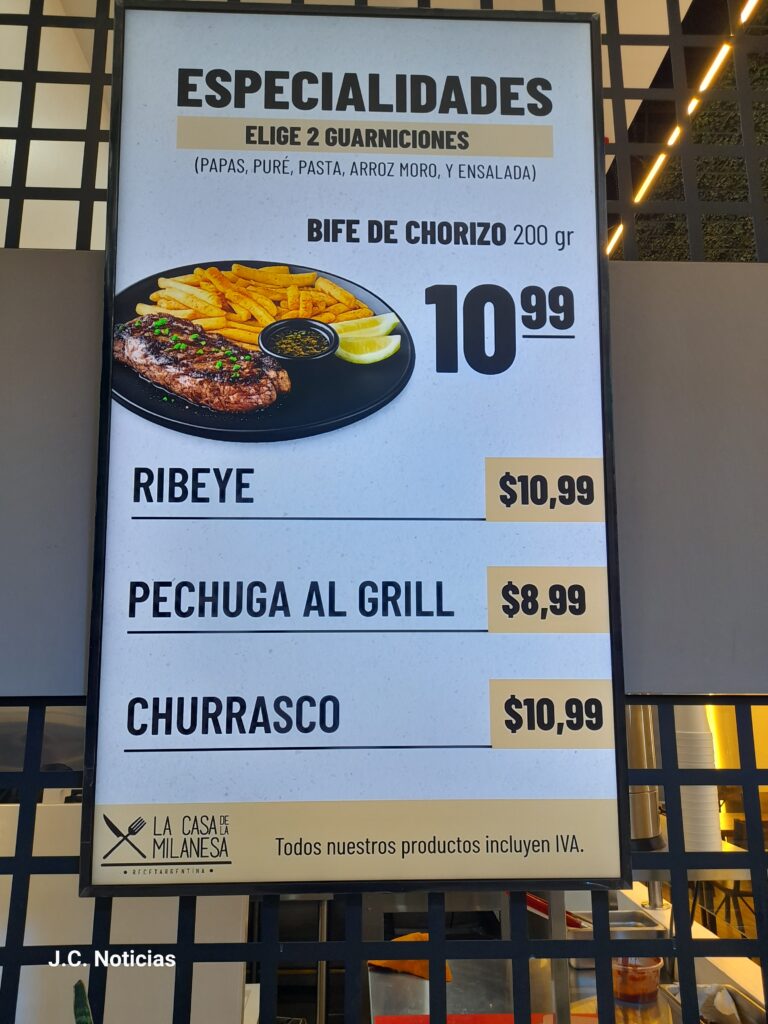 ESPECIALIDADES
ELIGE 2 GUARNICIONES
(PAPAS, PURÉ, PASTA, ARROZ MORO, Y ENSALADA)
BIFE DE CHORIZO 200 gr
10 99
RIBEYE $10,99
PECHUGA AL GRILL $8,99
CHURRASCO $10,99
LA CASA DE LA
MILANESA
• RECETARGENTINA •
Todos nuestros productos incluyen IVA.
J.C. Noticias